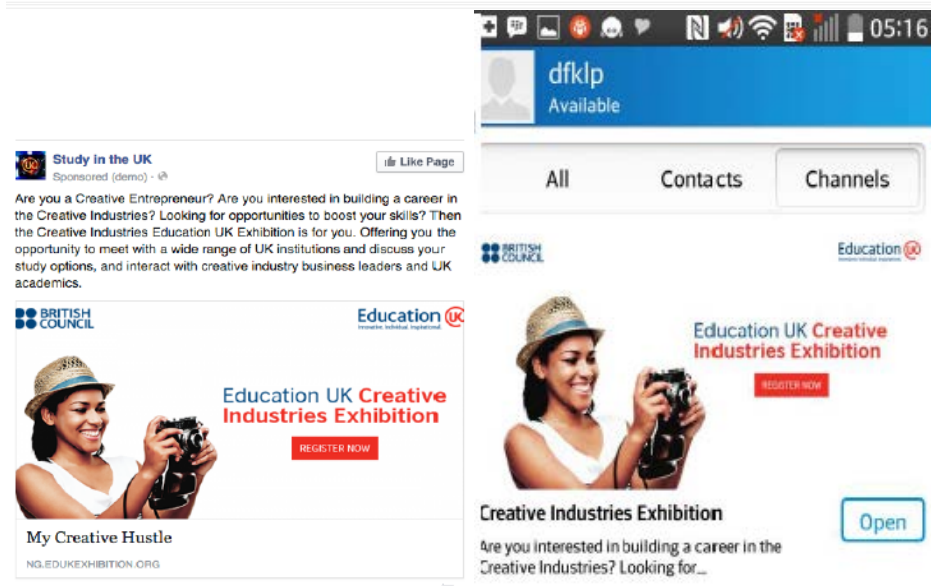 Study in the UK
Like Page
Sponsored (demo) ·
Are you a Creative Entrepreneur? Are you interested in building a career in
the Creative Industries? Looking for opportunities to boost your skills? Then
the Creative Industries Education UK Exhibition is for you. Offering you the
opportunity to meet with a wide range of UK institutions and discuss your
study options, and interact with creative industry business leaders and UK
academics.
BRITISH
COUNCIL
Education UK
Innovative. Individual. Inspirational.
Education UK Creative
Industries Exhibition
REGISTER NOW
My Creative Hustle
NG.EDUKEXHIBITION.ORG
05:16
dfklp
Available
All
Contacts
Channels
BRITISH
COUNCIL
Education UK
Education UK Creative
Industries Exhibition
REGISTER NOW
Creative Industries Exhibition
Open
Are you interested in building a career in the
Creative Industries? Looking for...